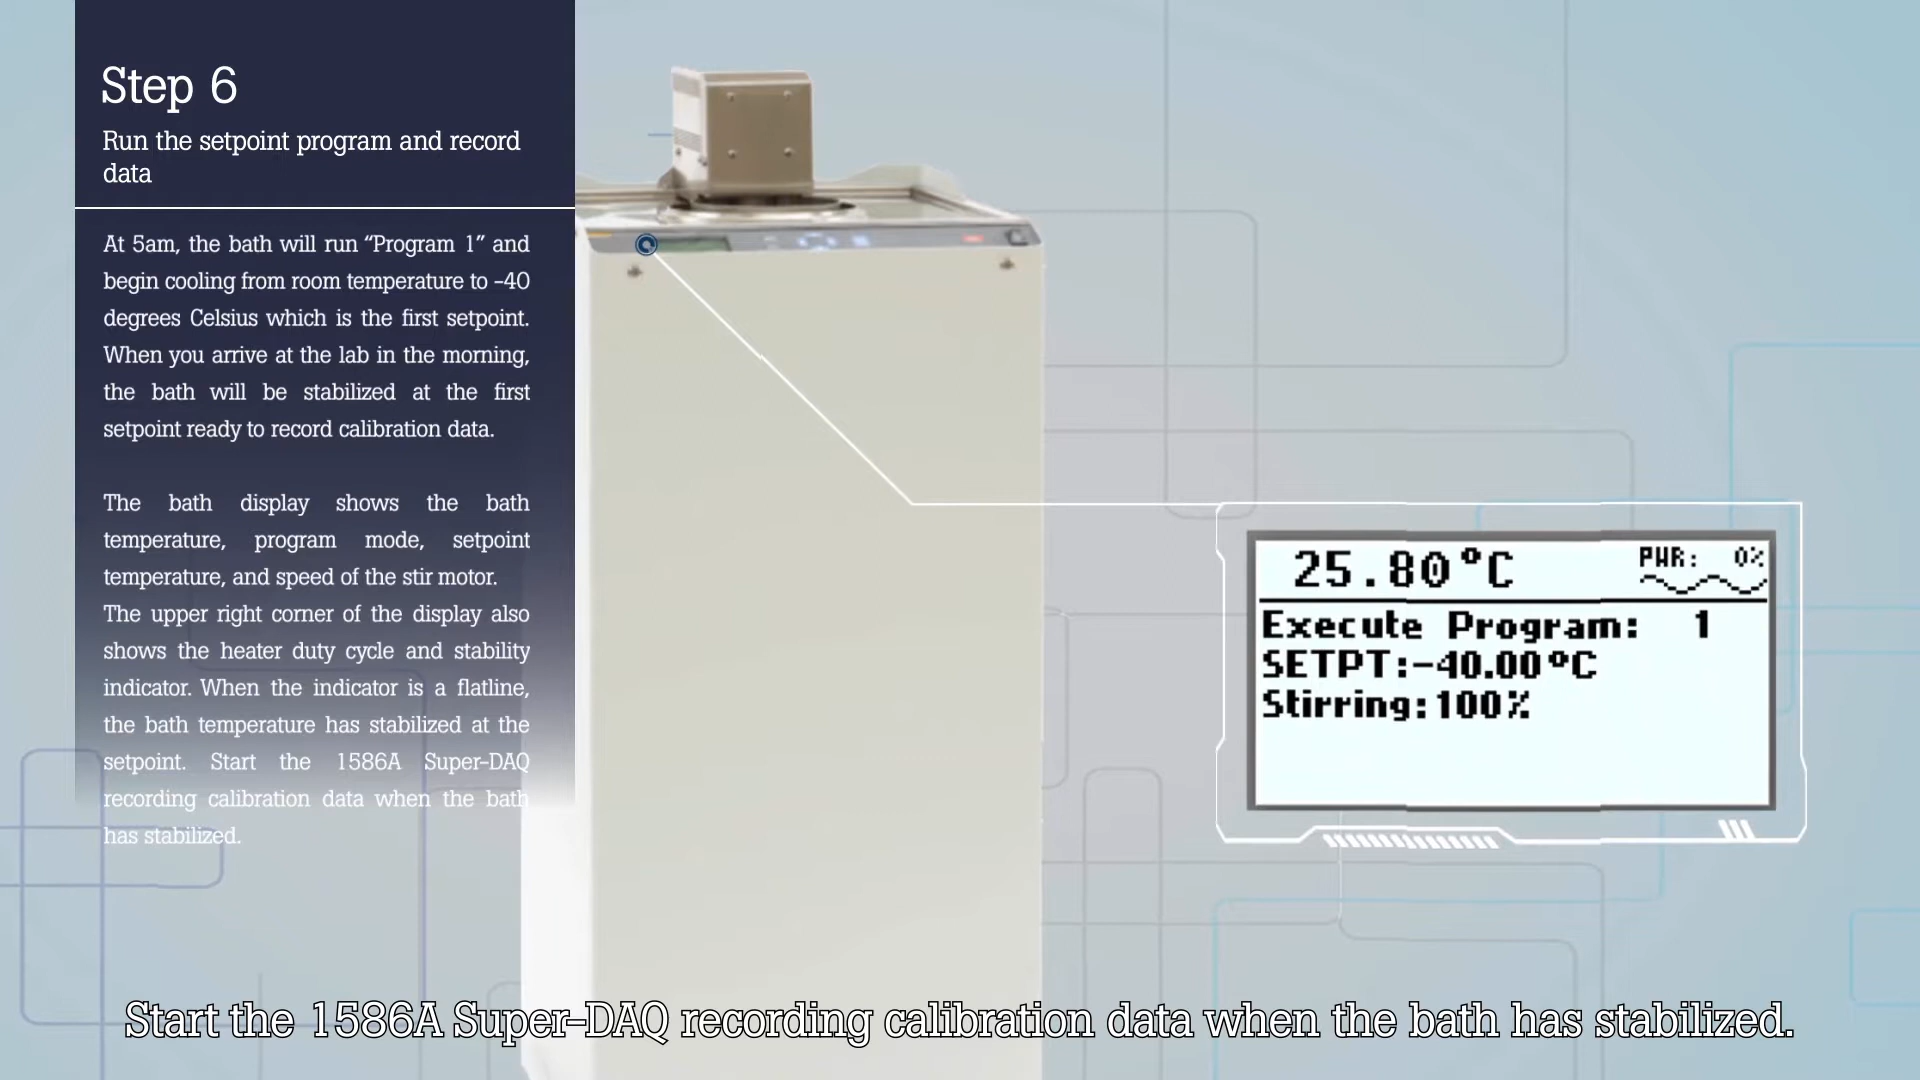 Step 6
Run the setpoint program and record
data
At 5am, the bath will run “Program 1” and
begin cooling from room temperature to -40
degrees Celsius which is the first setpoint.
When you arrive at the lab in the morning,
the bath will be stabilized at the first
setpoint ready to record calibration data.
The bath display shows the bath
temperature, program mode, setpoint
temperature, and speed of the stir motor.
The upper right corner of the display also
shows the heater duty cycle and stability
indicator. When the indicator is a flatline,
the bath temperature has stabilized at the
setpoint. Start the 1586A Super-DAQ
recording calibration data when the bath
has stabilized.
25.80°C PWR: 0%
Execute Program: 1
SETPT:-40.00°C
Stirring:100%
Start the 1586A Super-DAQ recording calibration data when the bath has stabilized.